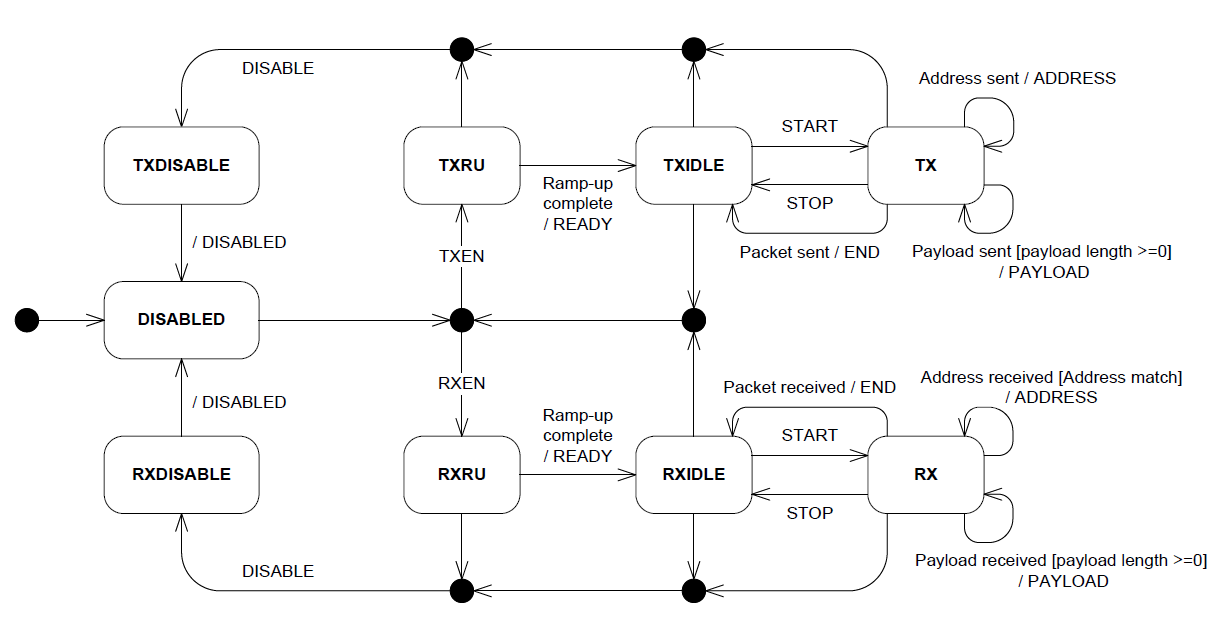 DISABLE
Address sent / ADDRESS
START
TXDISABLE
TXRU
TXIDLE
TX
Ramp-up
complete
/ READY
STOP
/ DISABLED
TXEN
Packet sent / END
Payload sent [payload length >=0]
/ PAYLOAD
DISABLED
RXEN
Packet received / END
Address received [Address match]
/ ADDRESS
/ DISABLED
Ramp-up
complete
/ READY
START
RXDISABLE
RXRU
RXIDLE
RX
STOP
DISABLE
Payload received [payload length >=0]
/ PAYLOAD